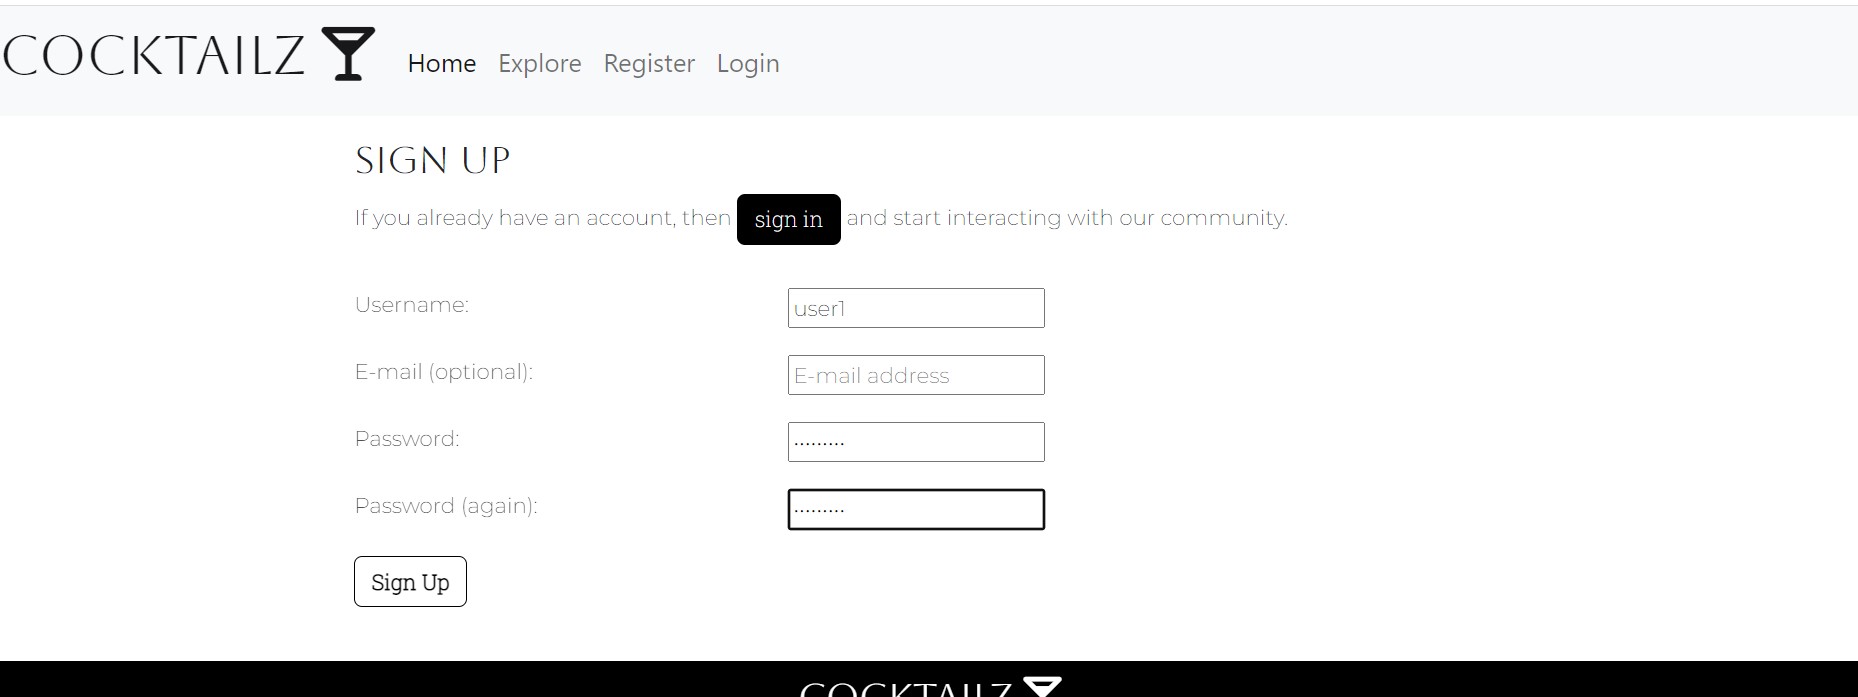 COCKTAILZ Home Explore Register Login
SIGN UP
If you already have an account, then sign in and start interacting with our community.
Username: user1
E-mail (optional): E-mail address
Password: .........
Password (again): .........
Sign Up
COCKTAILZ